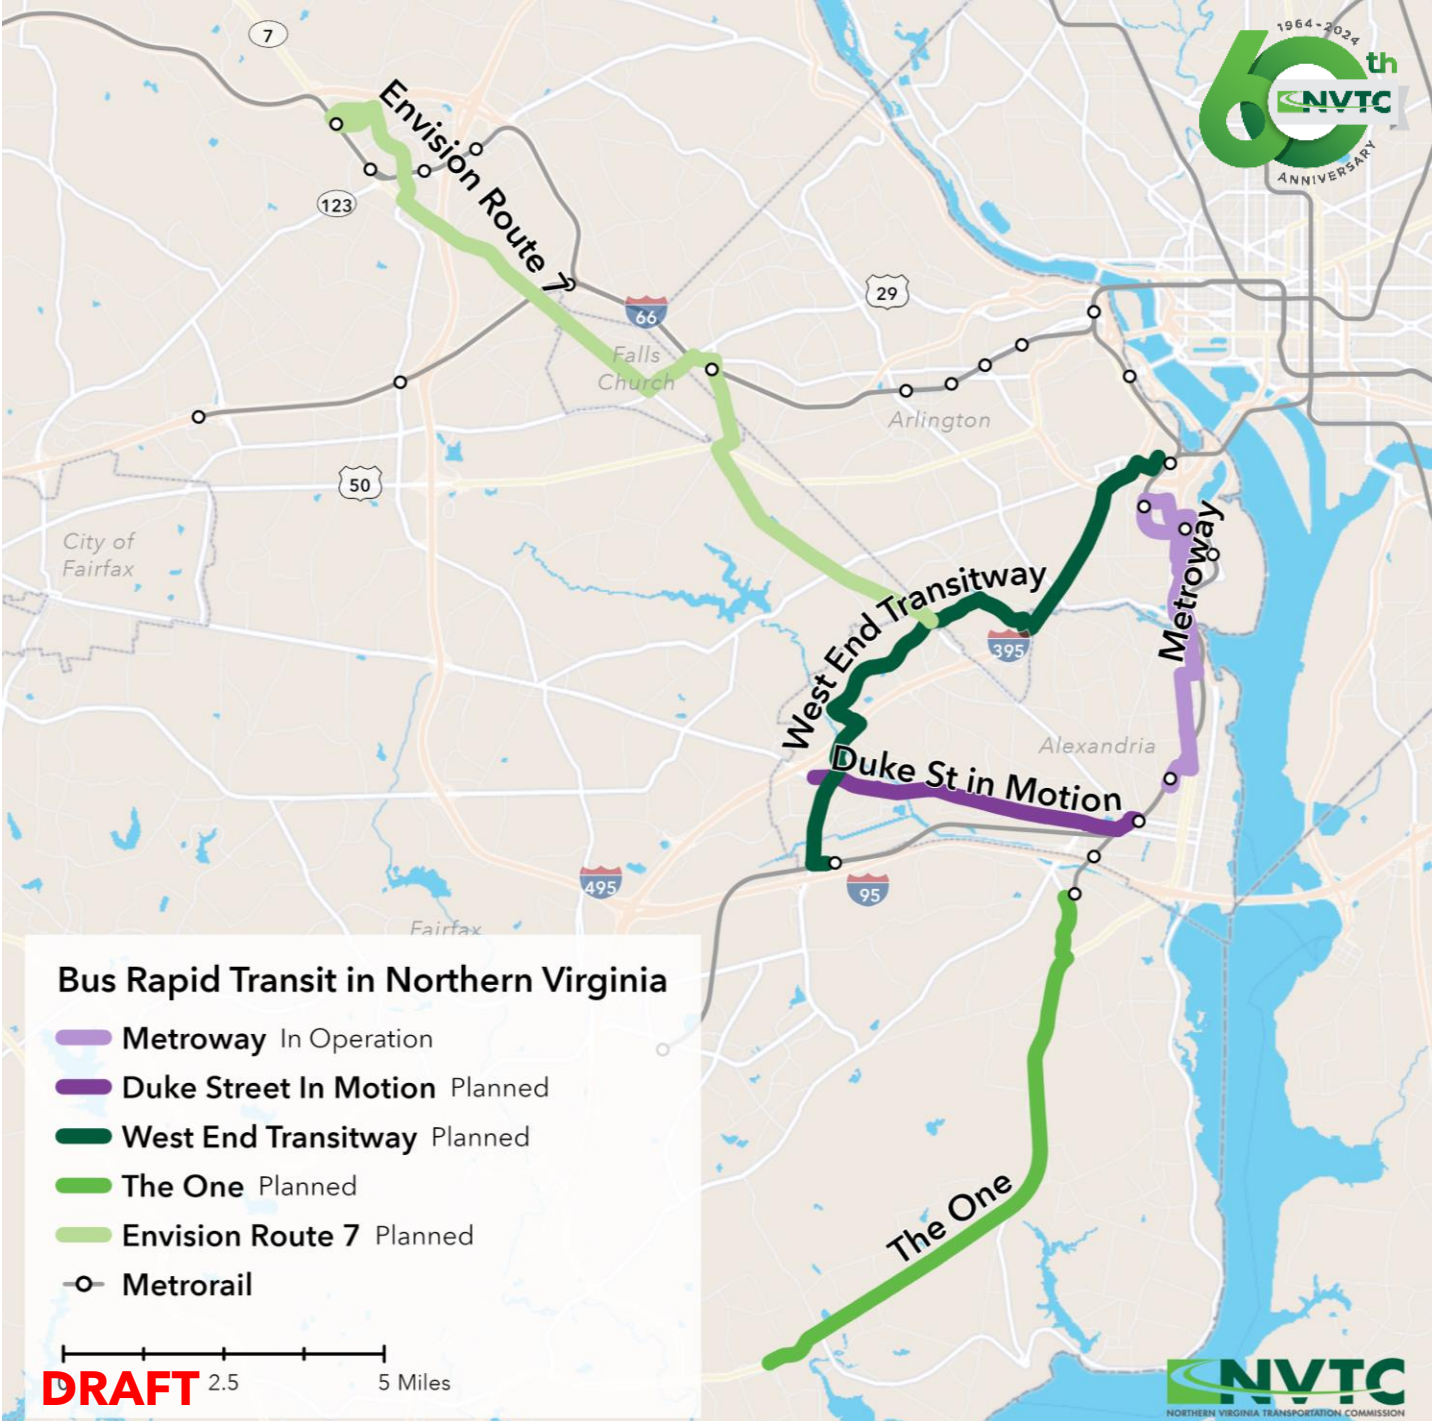 7
1964-2024
60th
NVTC
ANNIVERSARY
Envision Route 7
123
66
29
Falls
Church
Arlington
50
City of
Fairfax
Metroway
West End Transitway
395
Alexandria
Duke St in Motion
495
95
Fairfax
Bus Rapid Transit in Northern Virginia
Metroway In Operation
Duke Street In Motion Planned
West End Transitway Planned
The One Planned
Envision Route 7 Planned
Metrorail
The One
DRAFT
2.5
5 Miles
NVTC
NORTHERN VIRGINIA TRANSPORTATION COMMISSION